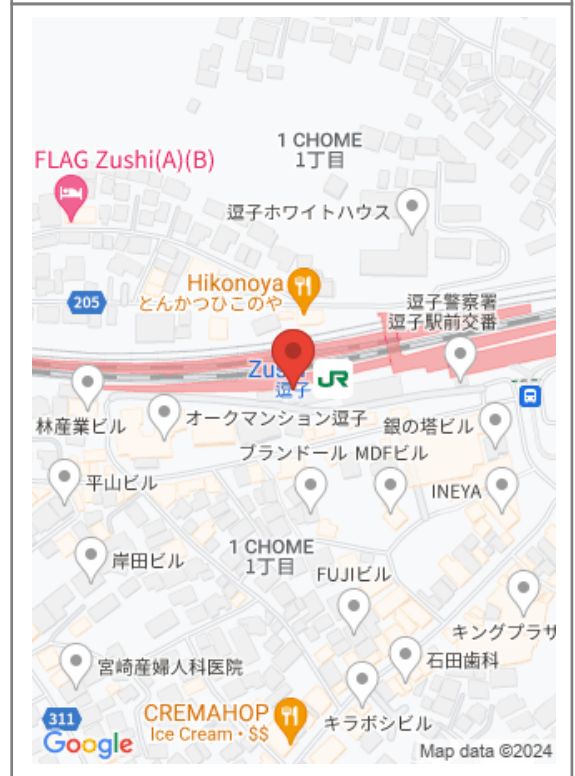 1 CHOME
1丁目
FLAG Zushi(A)(B)
逗子ホワイトハウス
Hikonoya
とんかつひこのや
205
逗子警察署
逗子駅前交番
逗子
JR
林産業ビル
オークマンション逗子
銀の塔ビル
ブランドール MDFビル
平山ビル
INEYA
1 CHOME
1丁目
岸田ビル
FUJIビル
キングプラザ
石田歯科
宮崎産婦人科医院
CREMAHOP
Ice Cream • $$
キラボシビル
311
Google
Map data ©2024